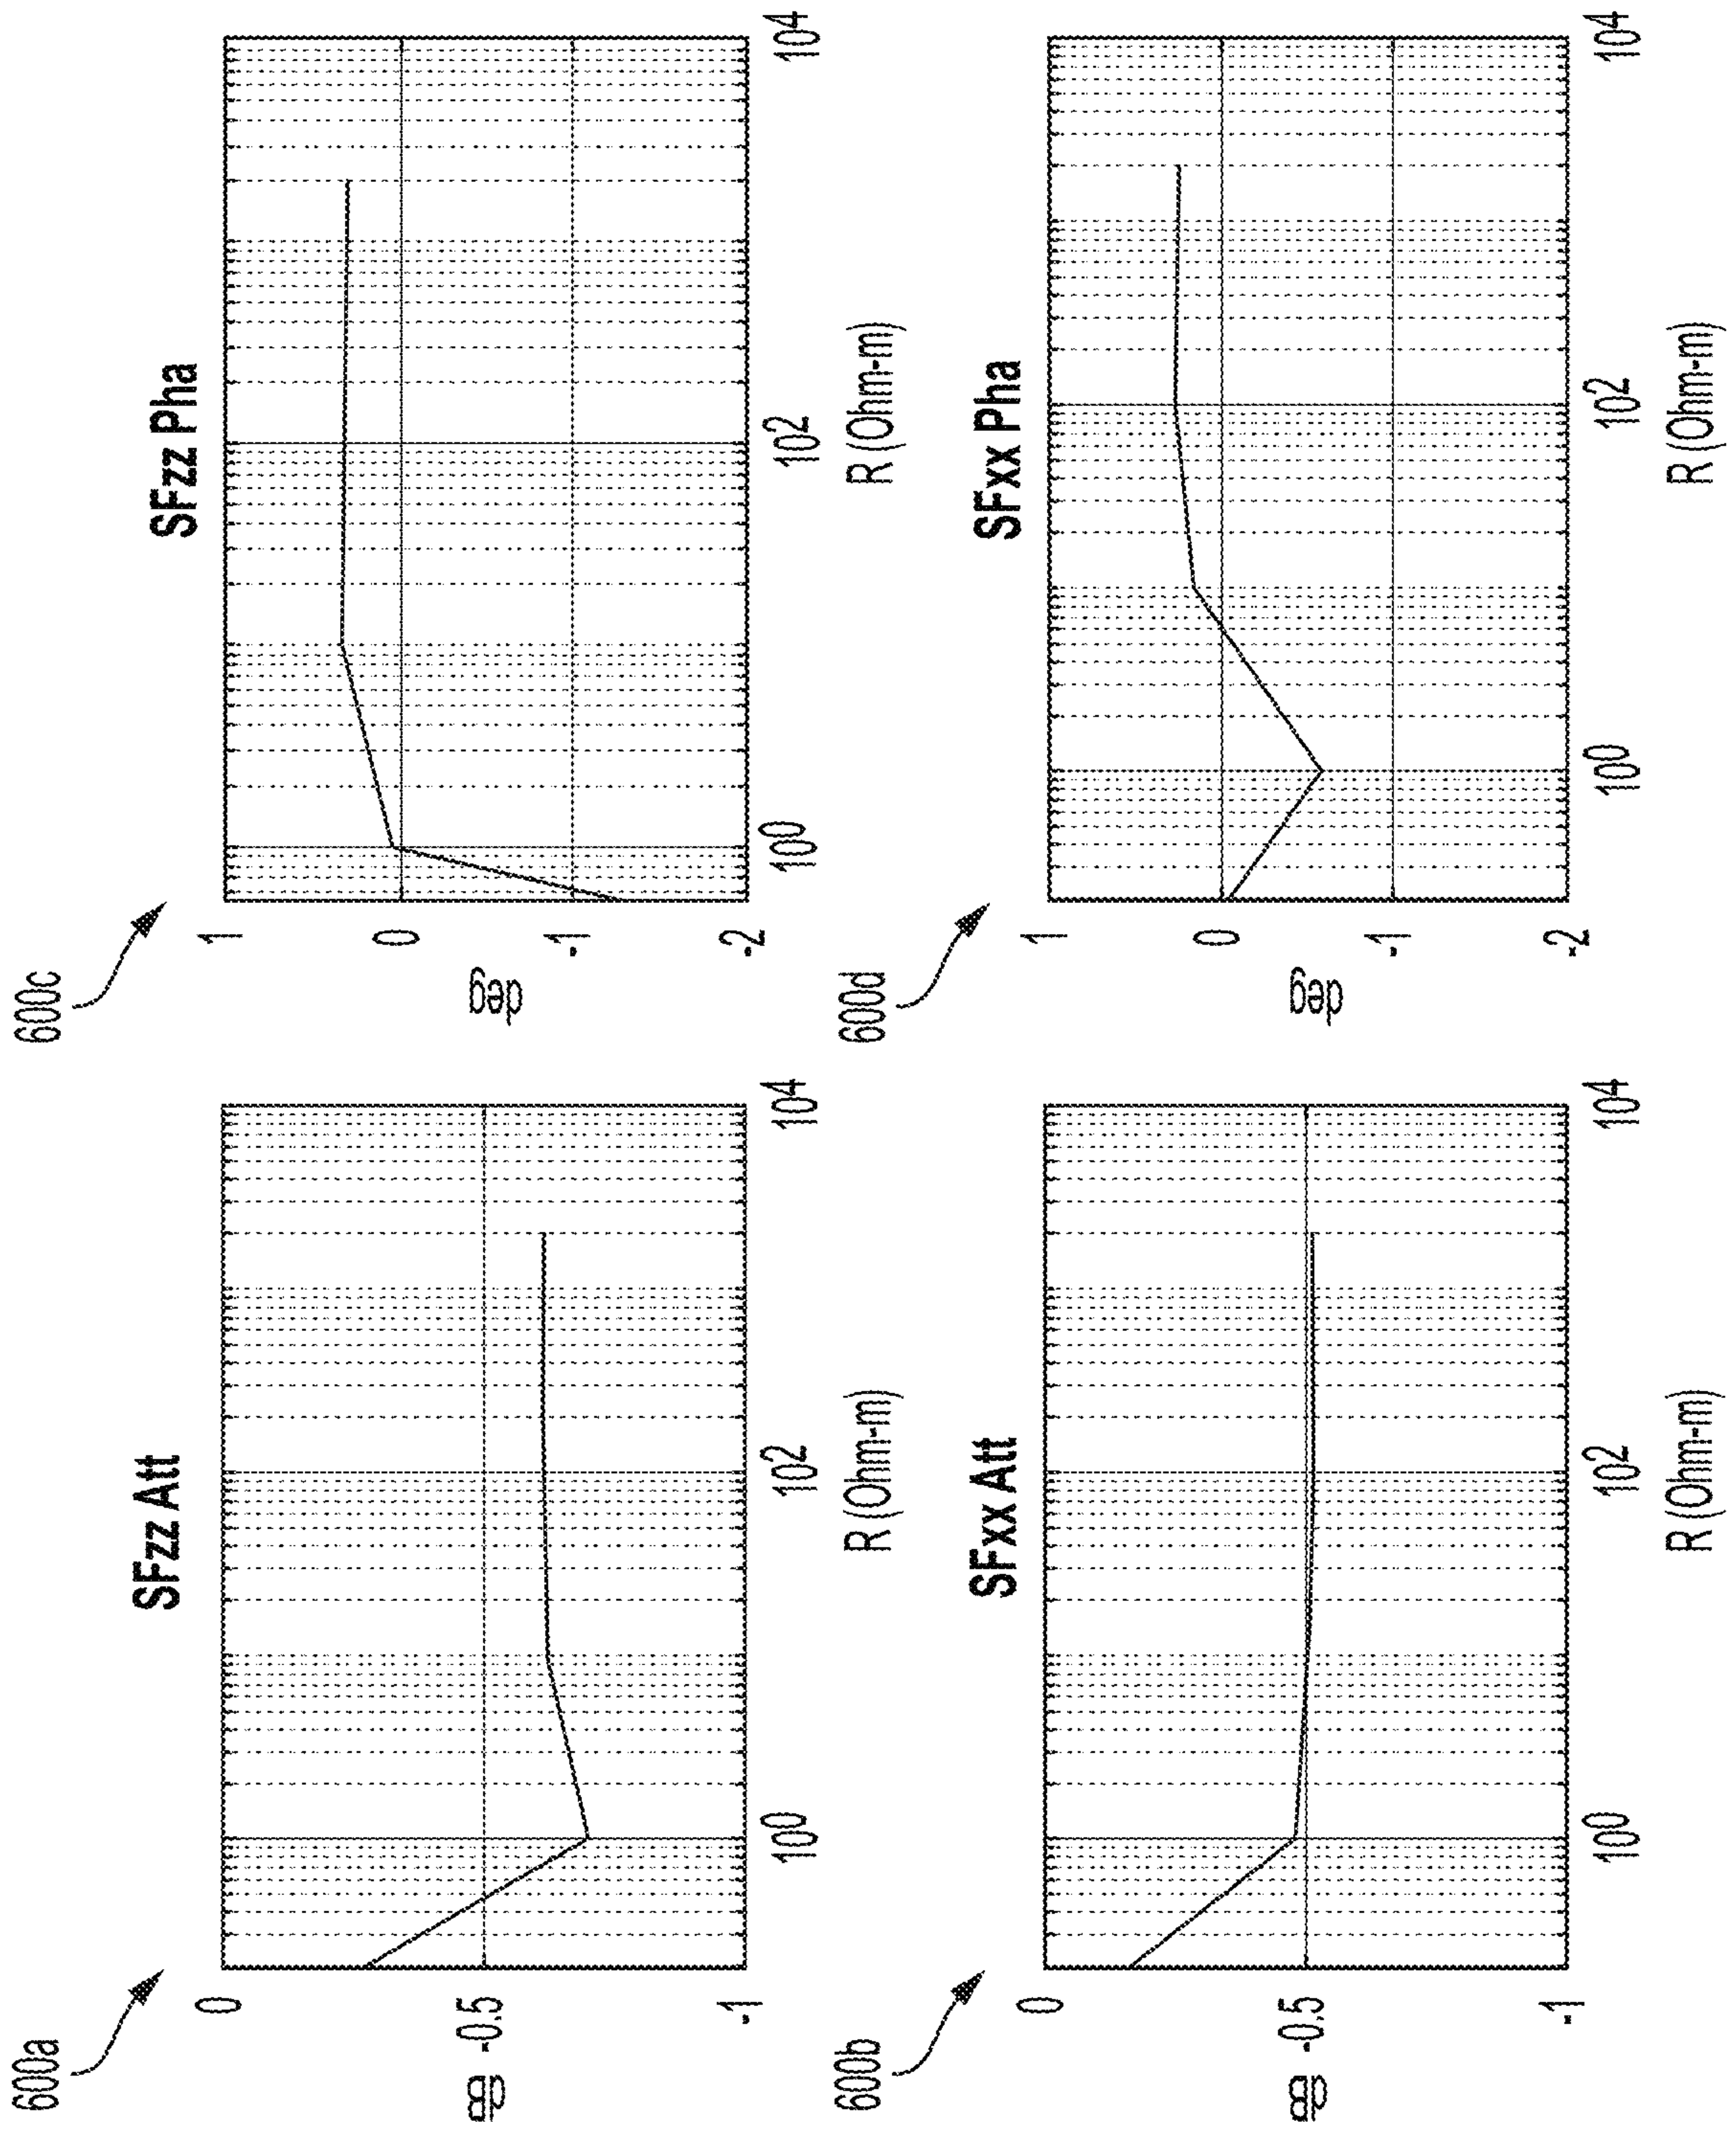 600a
SFzz Att
dB
0
-0.5
-1
10⁰
10²
10⁴
R (Ohm-m)
600c
SFzz Pha
deg
1
0
-1
-2
10⁰
10²
10⁴
R (Ohm-m)
600b
SFxx Att
dB
0
-0.5
-1
10⁰
10²
10⁴
R (Ohm-m)
600d
SFxx Pha
deg
1
0
-1
-2
10⁰
10²
10⁴
R (Ohm-m)